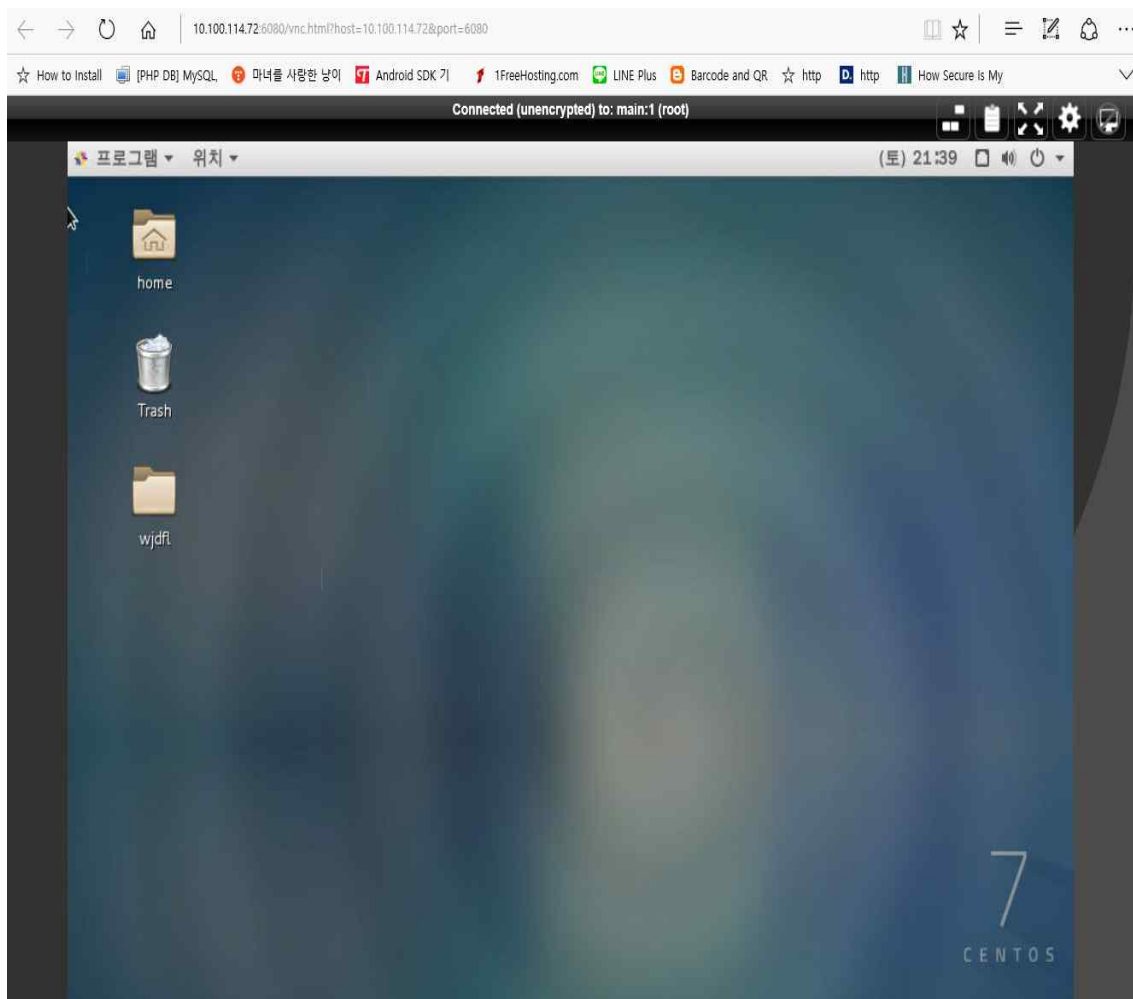 10.100.114.72:6080/vnc.html?host=10.100.114.72&port=6080
How to Install [PHP DB] MySQL, 마녀를 사랑한 냥이 Android SDK 기 1FreeHosting.com LINE Plus Barcode and QR http D. http How Secure Is My
Connected (unencrypted) to: main:1 (root)
프로그램 위치 (토) 21:39
home
Trash
wjdfl
7
CENTOS